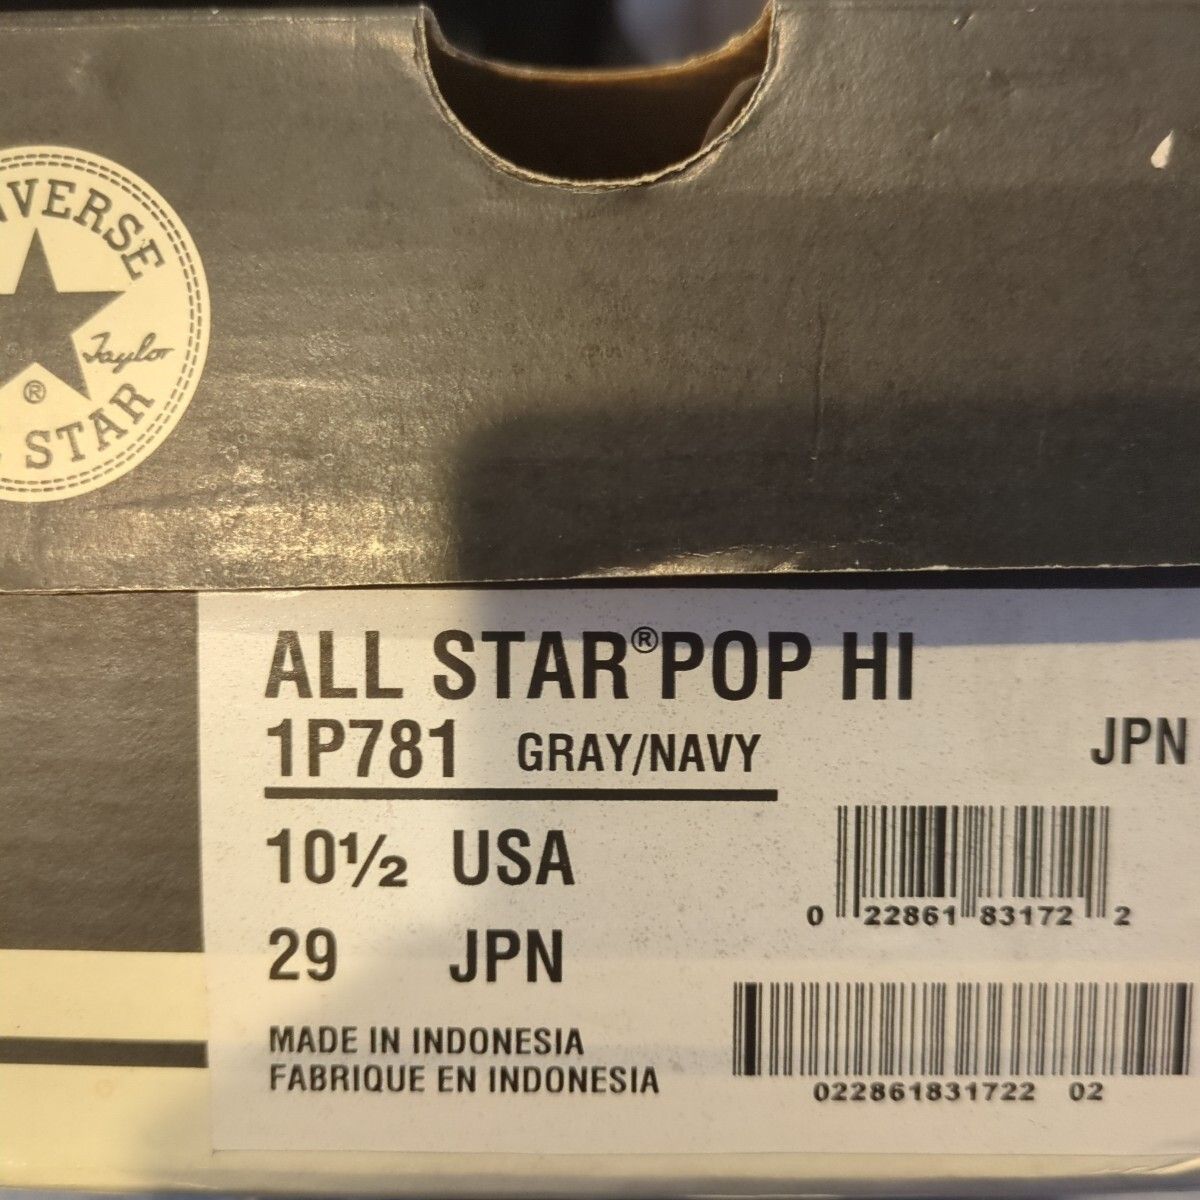 NVERSE
Taylor
®
STAR
ALL STAR® POP HI
1P781 GRAY/NAVY JPN
10½ USA
0 22861 83172 2
29 JPN
MADE IN INDONESIA
FABRIQUE EN INDONESIA
022861831722 02